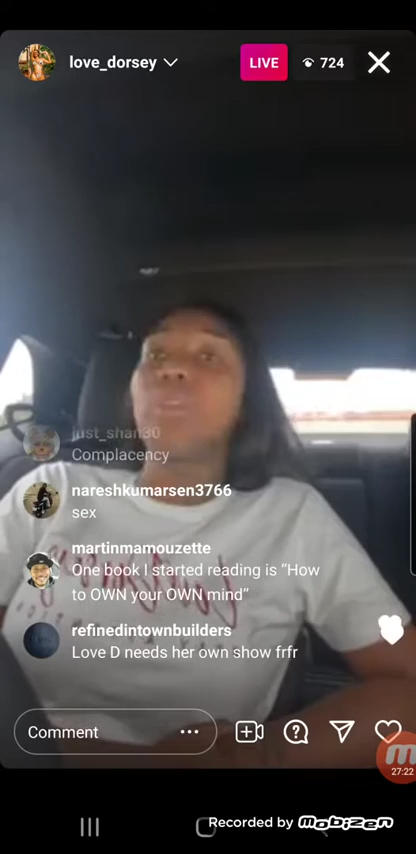 love_dorsey
LIVE
724
just_shan30
Complacency
nareshkumarsen3766
sex
martinmamouzette
One book I started reading is “How
to OWN your OWN mind”
refinedintownbuilders
Love D needs her own show frfr
Comment
27:22
Recorded by mobizen